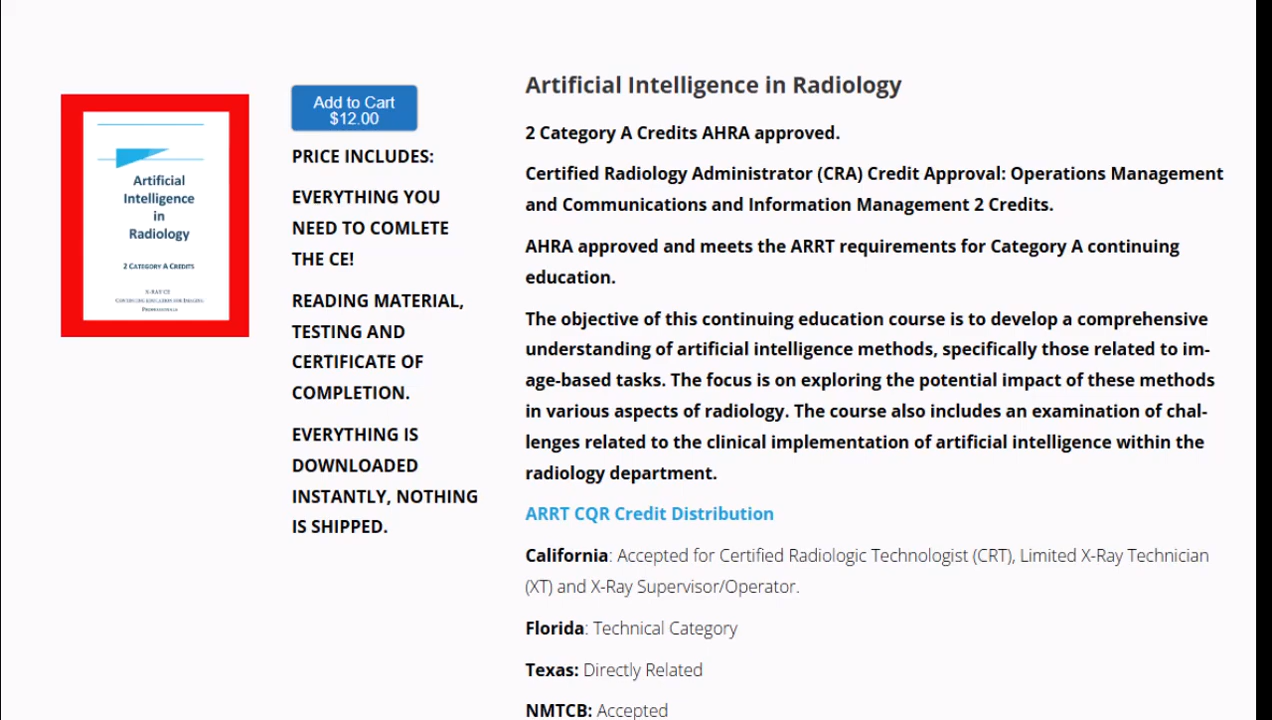 Artificial
Intelligence
in
Radiology
2 CATEGORY A CREDITS
X-RAY CE
CONTINUING EDUCATION FOR IMAGING
PROFESSIONALS
Add to Cart
$12.00
PRICE INCLUDES:
EVERYTHING YOU
NEED TO COMLETE
THE CE!
READING MATERIAL,
TESTING AND
CERTIFICATE OF
COMPLETION.
EVERYTHING IS
DOWNLOADED
INSTANTLY, NOTHING
IS SHIPPED.
Artificial Intelligence in Radiology
2 Category A Credits AHRA approved.
Certified Radiology Administrator (CRA) Credit Approval: Operations Management
and Communications and Information Management 2 Credits.
AHRA approved and meets the ARRT requirements for Category A continuing
education.
The objective of this continuing education course is to develop a comprehensive
understanding of artificial intelligence methods, specifically those related to im-
age-based tasks. The focus is on exploring the potential impact of these methods
in various aspects of radiology. The course also includes an examination of chal-
lenges related to the clinical implementation of artificial intelligence within the
radiology department.
ARRT CQR Credit Distribution
California: Accepted for Certified Radiologic Technologist (CRT), Limited X-Ray Technician
(XT) and X-Ray Supervisor/Operator.
Florida: Technical Category
Texas: Directly Related
NMTCB: Accepted